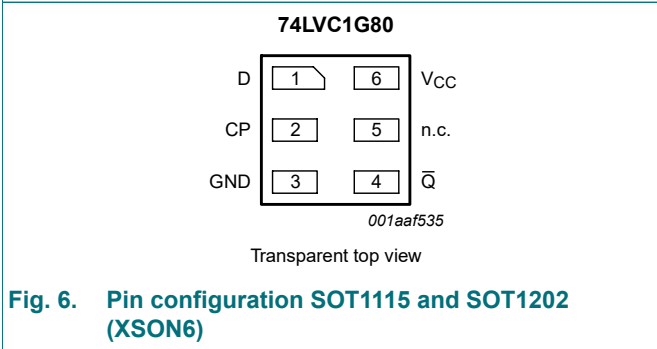 74LVC1G80
D 1 6 VCC
CP 2 5 n.c.
GND 3 4 Q̅
001aaf535
Transparent top view
Fig. 6. Pin configuration SOT1115 and SOT1202
(XSON6)